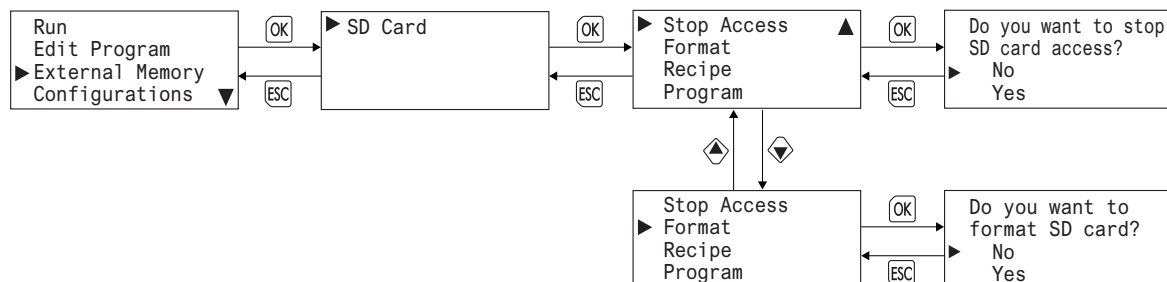 Run
Edit Program
External Memory
Configurations
OK
ESC
SD Card
OK
ESC
Stop Access
Format
Recipe
Program
OK
ESC
Do you want to stop
SD card access?
No
Yes
Stop Access
Format
Recipe
Program
OK
ESC
Do you want to
format SD card?
No
Yes